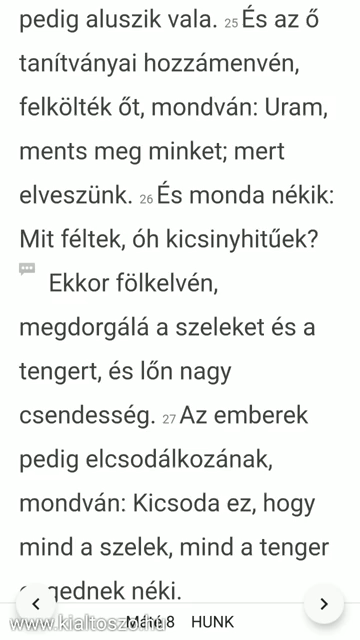 pedig aluszik vala. 25 És az ő
tanítványai hozzámenvén,
felkölték őt, mondván: Uram,
ments meg minket; mert
elveszünk. 26 És monda nékik:
Mit féltek, óh kicsinyhitűek?
Ekkor fölkelvén,
megdorgálá a szeleket és a
tengert, és lőn nagy
csendesség. 27 Az emberek
pedig elcsodálkozának,
mondván: Kicsoda ez, hogy
mind a szelek, mind a tenger
néki.
Máté 8 HUNK
www.kialtoszo.hu